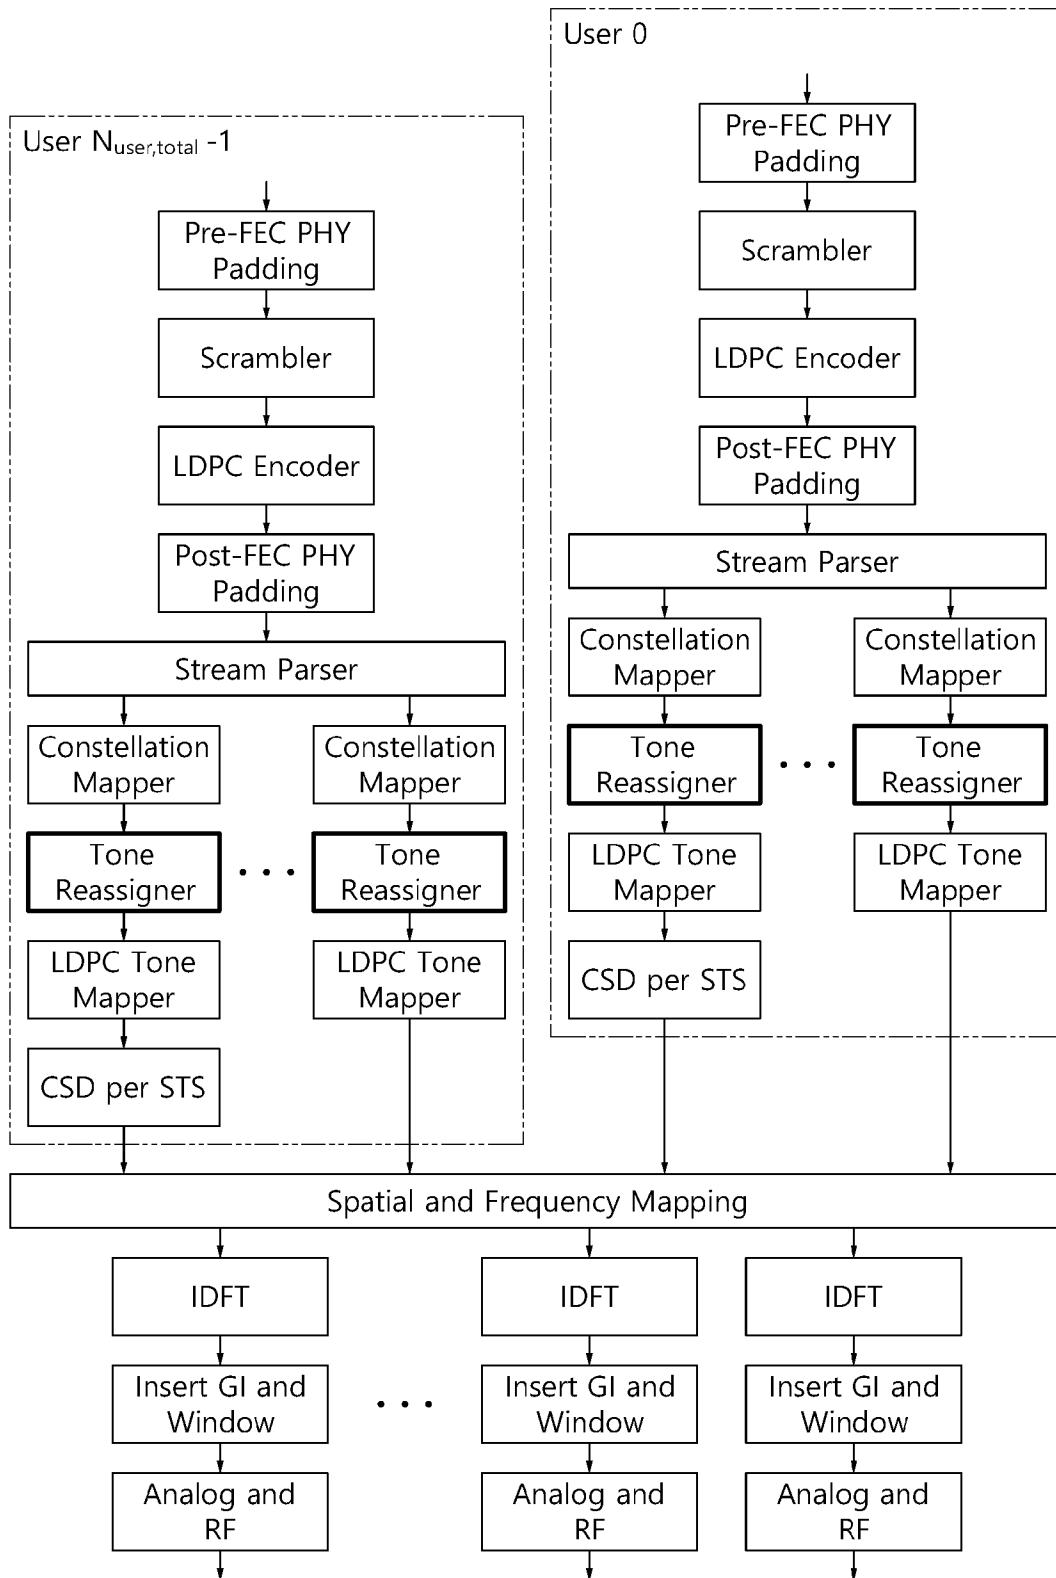 User 0
Pre-FEC PHY
Padding
Scrambler
LDPC Encoder
Post-FEC PHY
Padding
Stream Parser
Constellation
Mapper
Constellation
Mapper
Tone
Reassigner
. . .
Tone
Reassigner
LDPC Tone
Mapper
LDPC Tone
Mapper
CSD per STS
User Nuser,total -1
Pre-FEC PHY
Padding
Scrambler
LDPC Encoder
Post-FEC PHY
Padding
Stream Parser
Constellation
Mapper
Constellation
Mapper
Tone
Reassigner
. . .
Tone
Reassigner
LDPC Tone
Mapper
LDPC Tone
Mapper
CSD per STS
Spatial and Frequency Mapping
IDFT
IDFT
IDFT
Insert GI and
Window
. . .
Insert GI and
Window
Insert GI and
Window
Analog and
RF
Analog and
RF
Analog and
RF